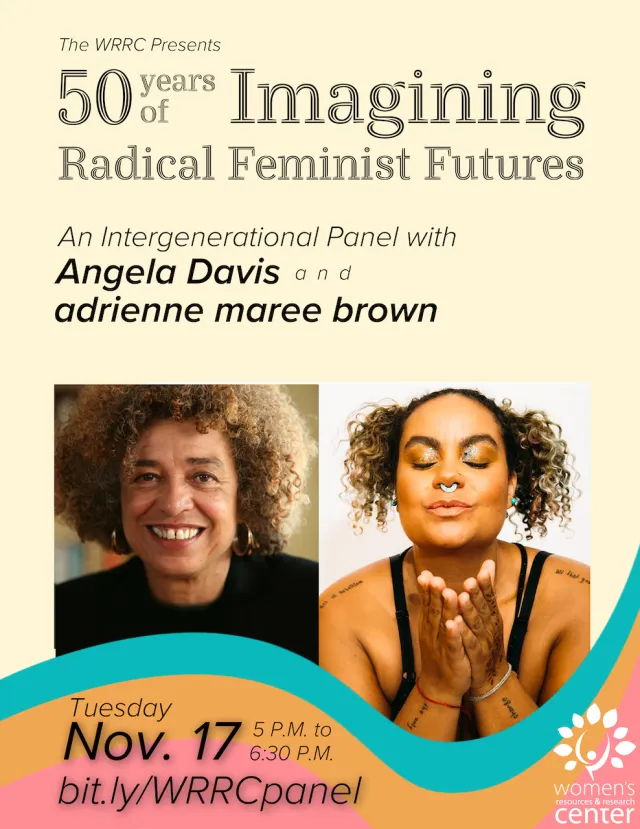 The WRRC Presents
50 years of Imagining
Radical Feminist Futures
An Intergenerational Panel with
Angela Davis and
adrienne maree brown
Tuesday
Nov. 17 5 P.M. to
6:30 P.M.
bit.ly/WRRCpanel
women's
resources & research
center